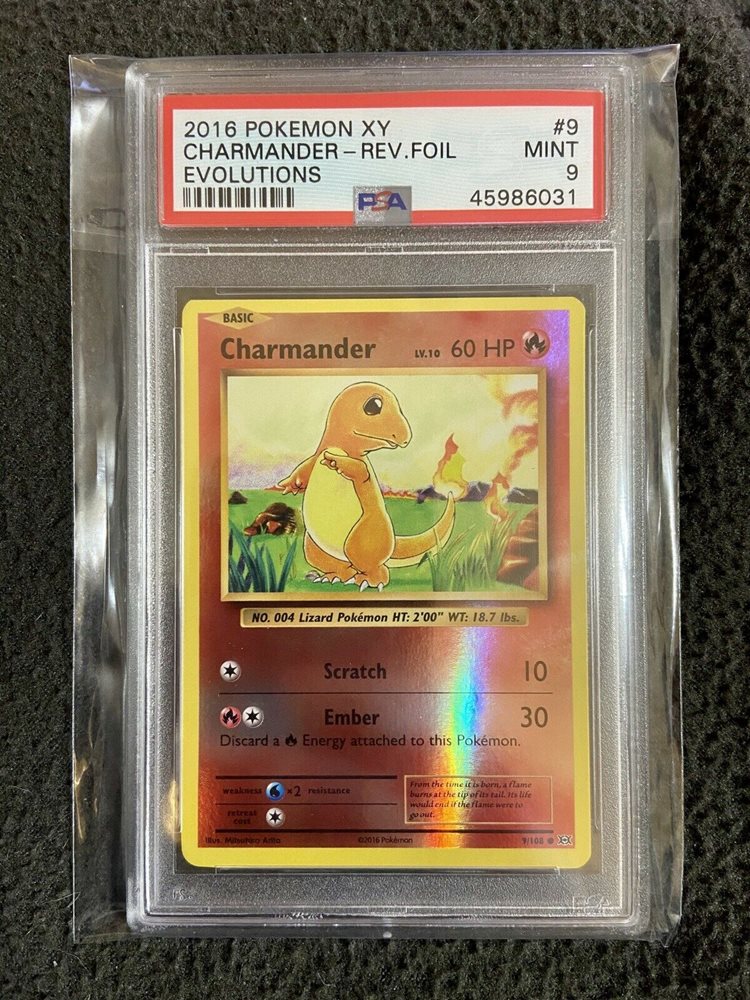 2016 POKEMON XY #9
CHARMANDER – REV.FOIL MINT
EVOLUTIONS 9
PSA 45986031
BASIC
Charmander LV.10 60 HP
NO. 004 Lizard Pokémon HT: 2'00" WT: 18.7 lbs.
Scratch 10
Ember 30
Discard a Energy attached to this Pokémon.
weakness ×2 resistance
retreat
cost
From the time it is born, a flame
burns at the tip of its tail. Its life
would end if the flame were to
go out.
Illus. Mitsuhiro Arita ©2016 Pokémon 9/108